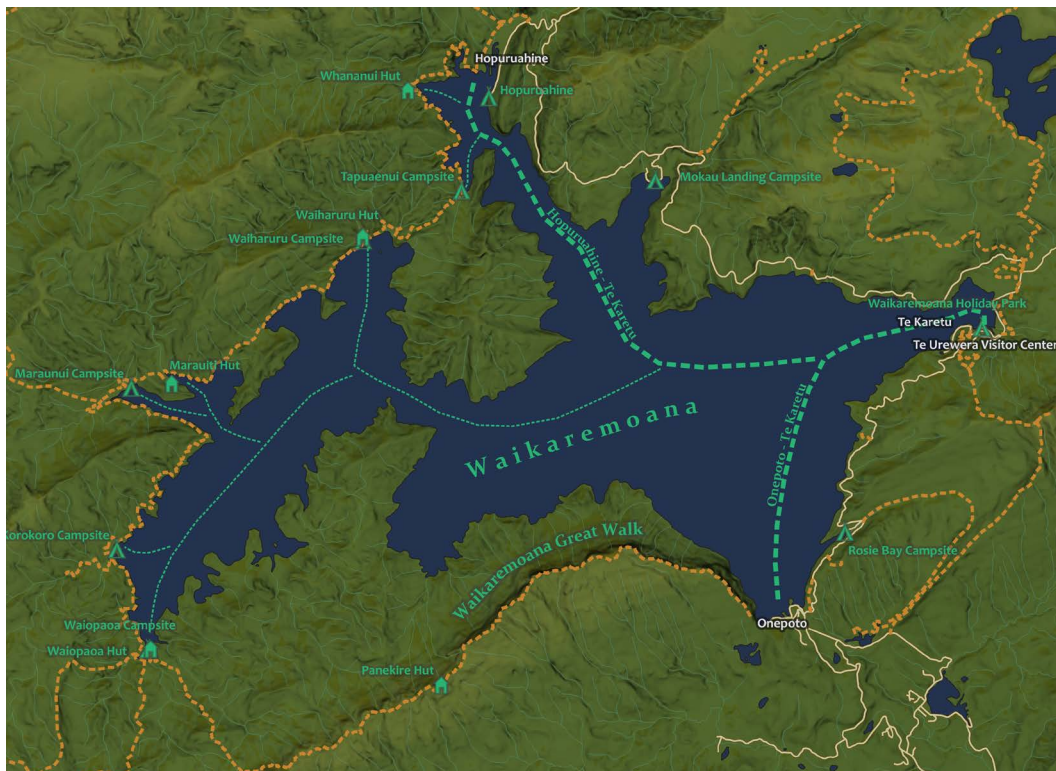 Hopuruahine
Whananui Hut
Hopuruahine
Tapuaenui Campsite
Mokau Landing Campsite
Waiharuru Hut
Waiharuru Campsite
Hopuruahine - Te Karetu
Waikaremoana Holiday Park
Te Karetu
Te Urewera Visitor Center
Marauiti Hut
Maraunui Campsite
Waikaremoana
Onepoto - Te Karetu
Korokoro Campsite
Waikaremoana Great Walk
Rosie Bay Campsite
Waiopaoa Campsite
Onepoto
Waiopaoa Hut
Panekire Hut